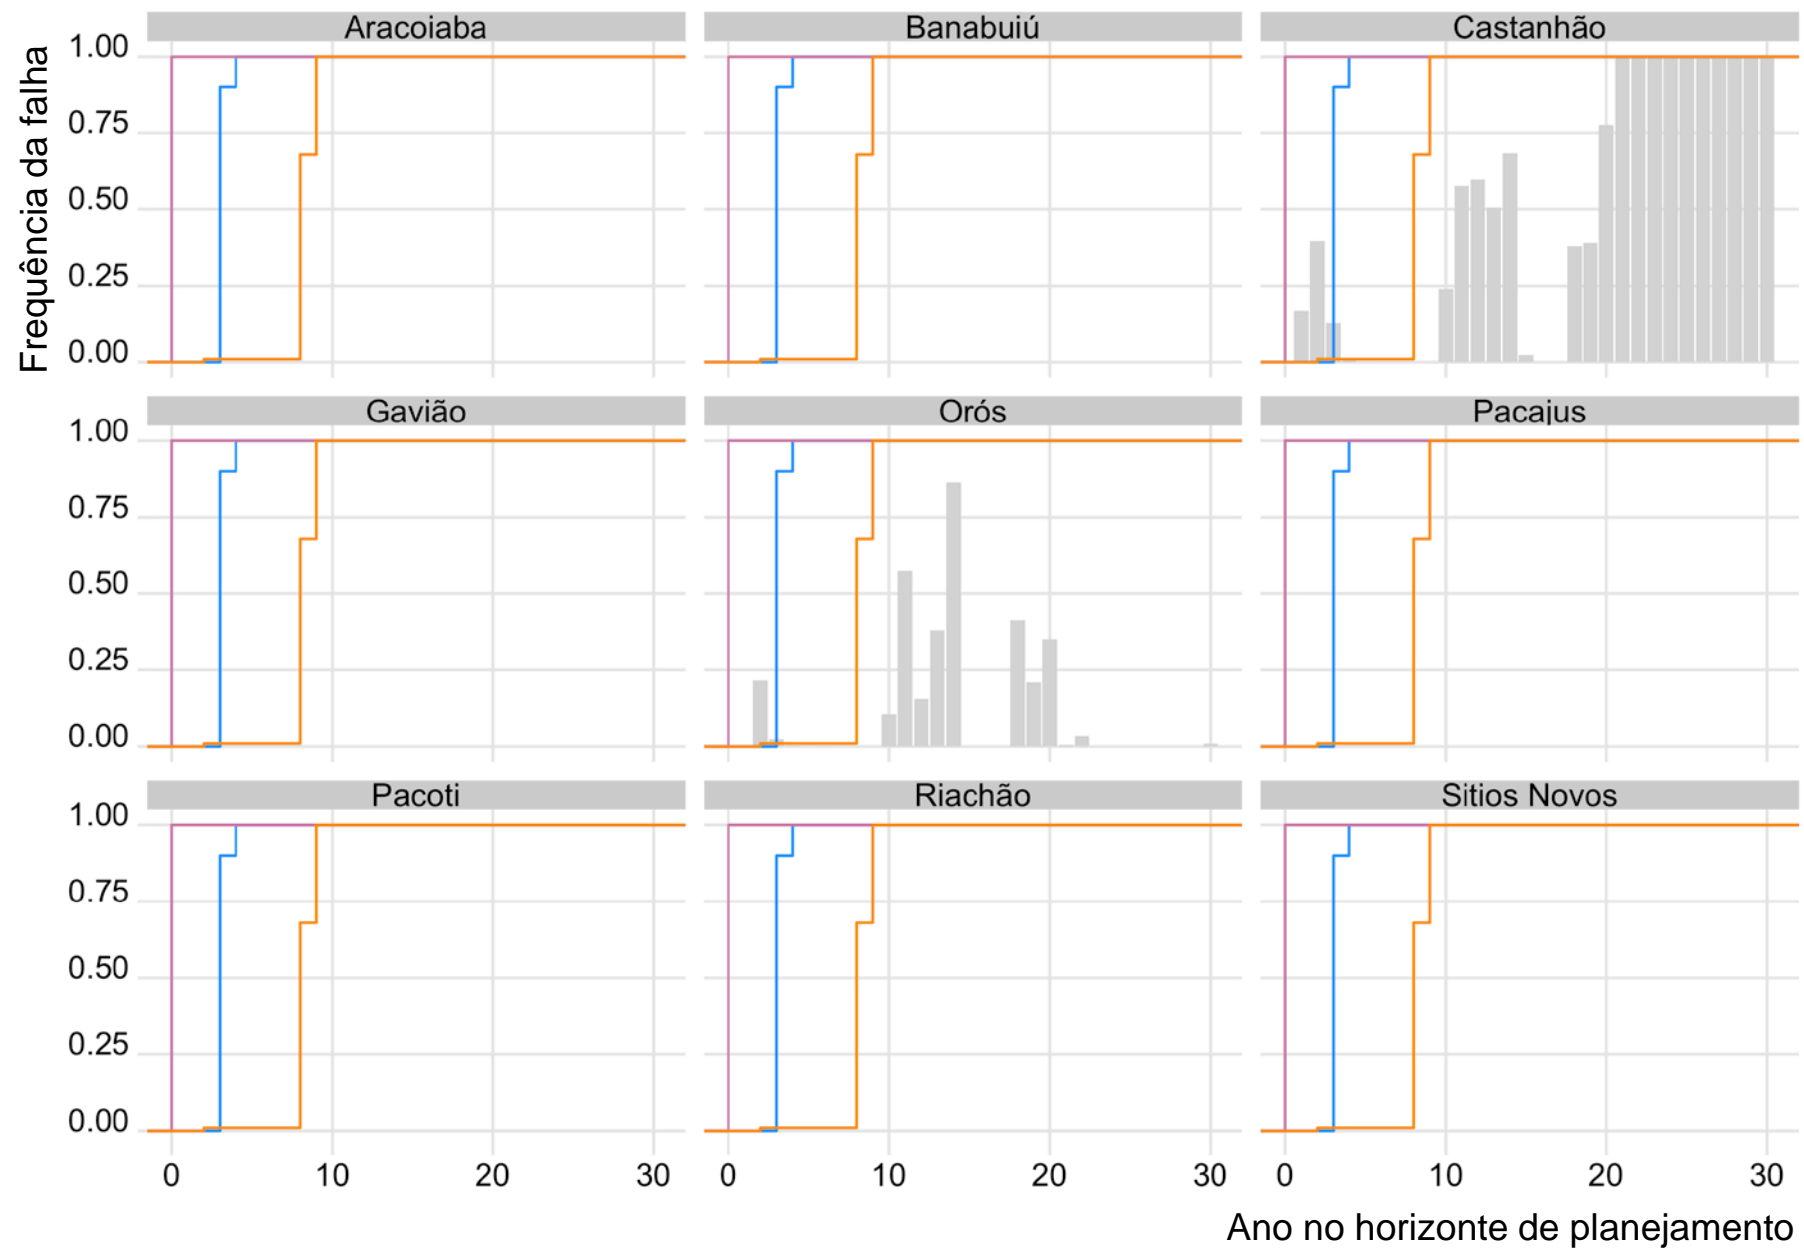 Aracoiaba Banabuiú Castanhão
Frequência da falha
1.00
0.75
0.50
0.25
0.00
Gavião Orós Pacajus
1.00
0.75
0.50
0.25
0.00
Pacoti Riachão Sitios Novos
1.00
0.75
0.50
0.25
0.00
0 10 20 30 0 10 20 30 0 10 20 30
Ano no horizonte de planejamento